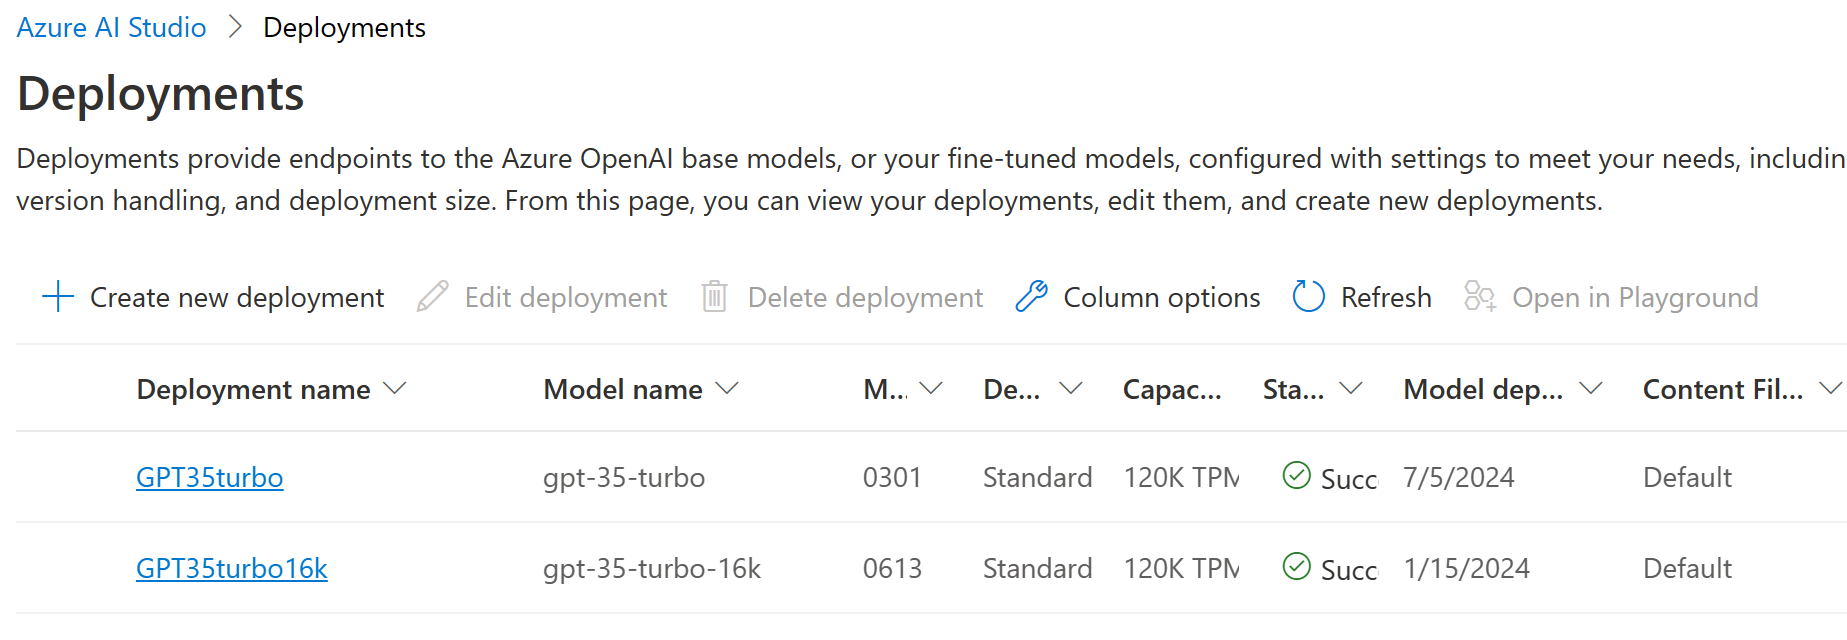 Azure AI Studio > Deployments
Deployments
Deployments provide endpoints to the Azure OpenAI base models, or your fine-tuned models, configured with settings to meet your needs, includin
version handling, and deployment size. From this page, you can view your deployments, edit them, and create new deployments.
Create new deployment Edit deployment Delete deployment Column options Refresh Open in Playground
Deployment name Model name M... De... Capac... Sta... Model dep... Content Fil...
GPT35turbo gpt-35-turbo 0301 Standard 120K TPM Succ 7/5/2024 Default
GPT35turbo16k gpt-35-turbo-16k 0613 Standard 120K TPM Succ 1/15/2024 Default